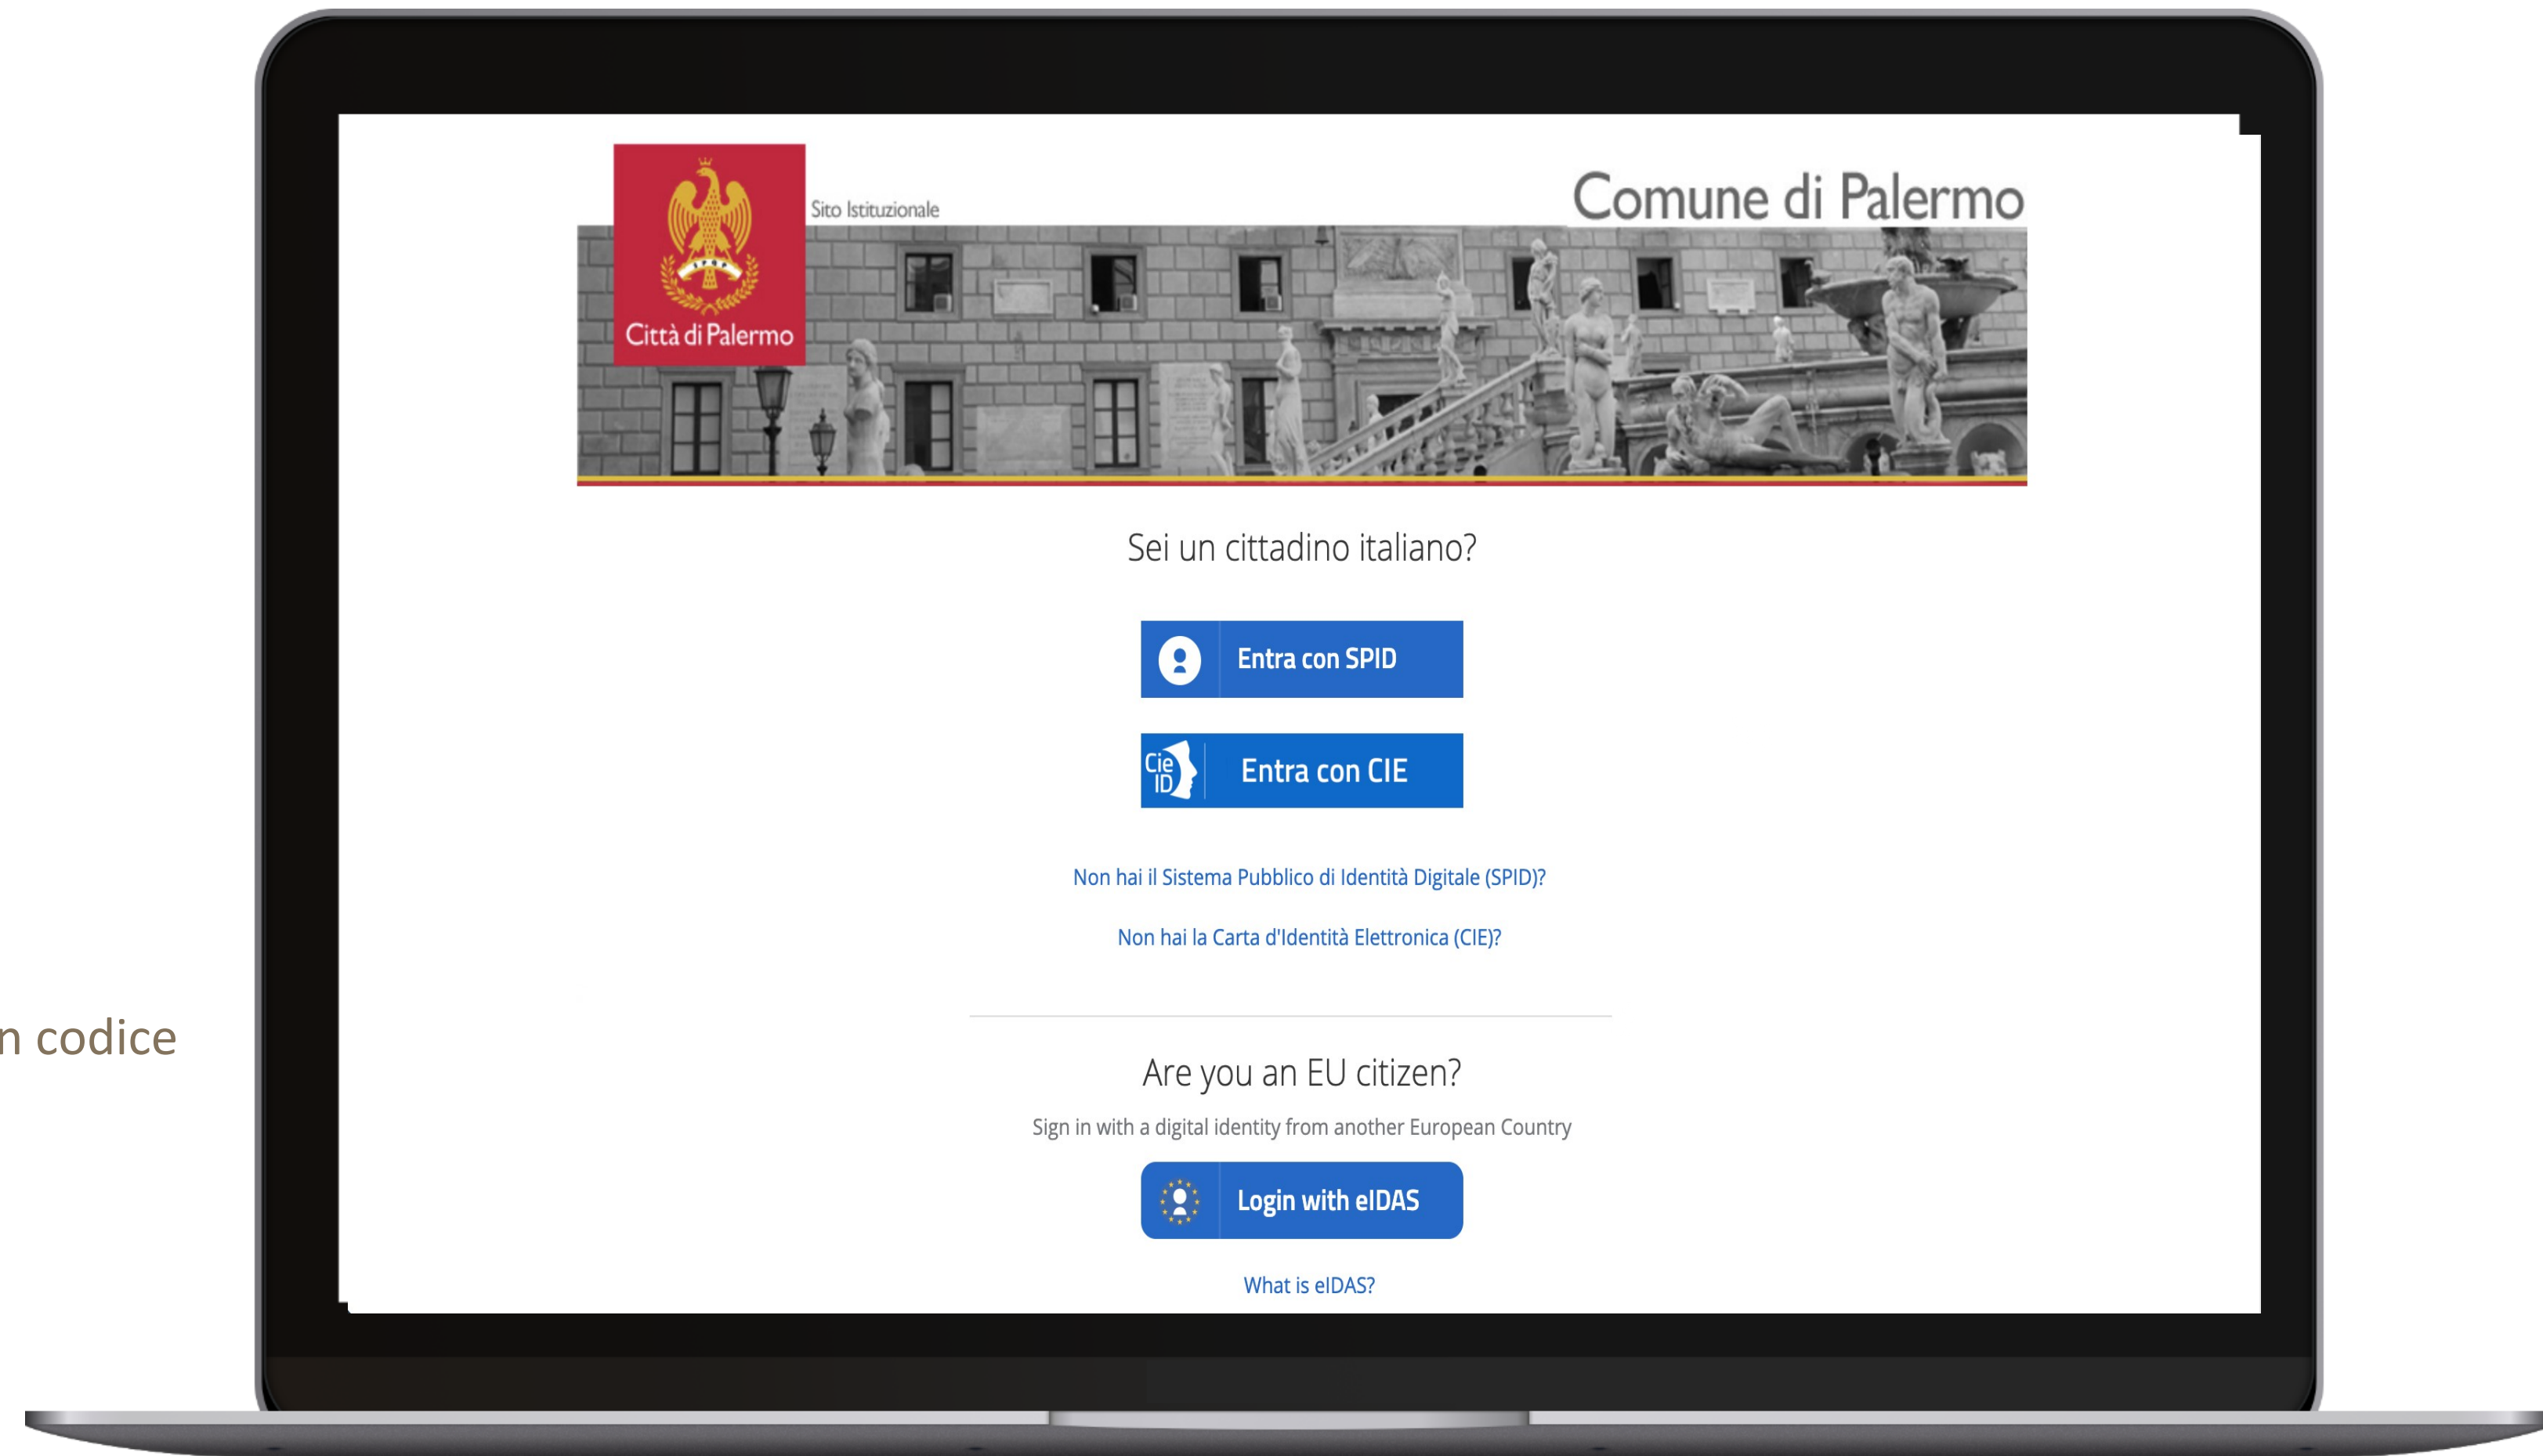 Sito Istituzionale
Comune di Palermo
SPQP
Città di Palermo
Sei un cittadino italiano?
Entra con SPID
Cie
ID
Entra con CIE
Non hai il Sistema Pubblico di Identità Digitale (SPID)?
Non hai la Carta d'Identità Elettronica (CIE)?
n codice
Are you an EU citizen?
Sign in with a digital identity from another European Country
Login with eIDAS
What is eIDAS?